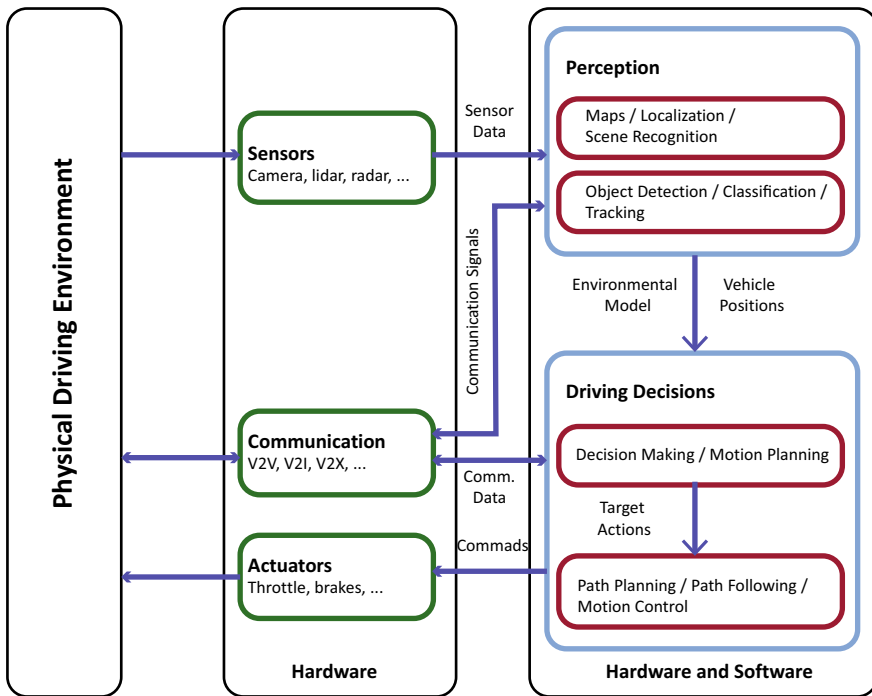 Physical Driving Environment
Sensors
Camera, lidar, radar, ...
Communication
V2V, V2I, V2X, ...
Actuators
Throttle, brakes, ...
Hardware
Sensor
Data
Communication Signals
Comm.
Data
Commads
Perception
Maps / Localization /
Scene Recognition
Object Detection / Classification /
Tracking
Environmental
Model
Vehicle
Positions
Driving Decisions
Decision Making / Motion Planning
Target
Actions
Path Planning / Path Following /
Motion Control
Hardware and Software